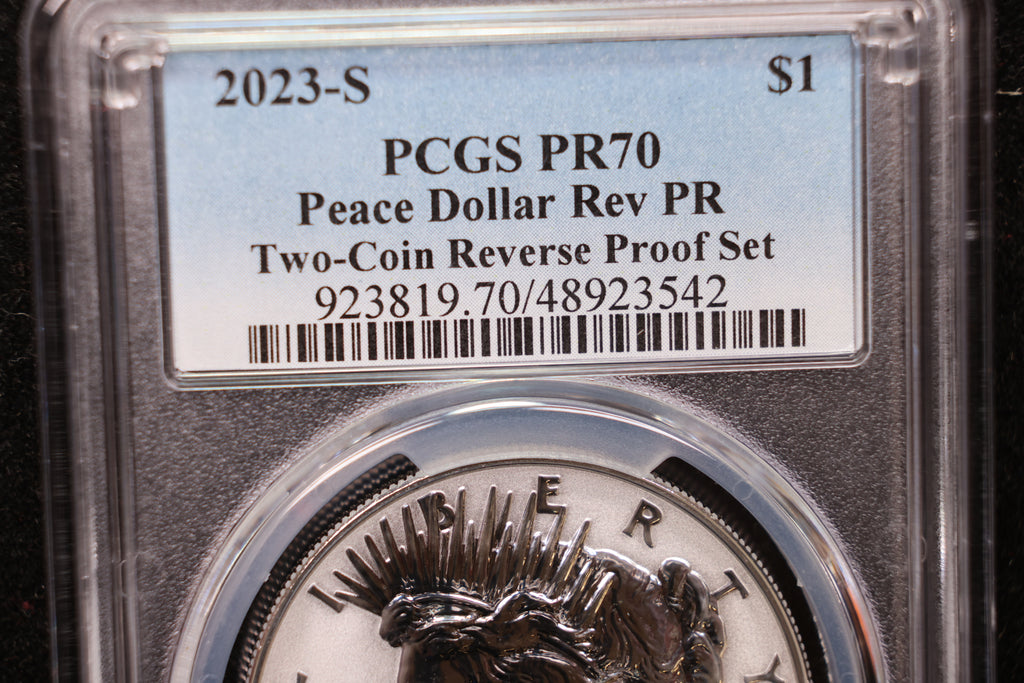 2023-S $1
PCGS PR70
Peace Dollar Rev PR
Two-Coin Reverse Proof Set
923819.70/48923542
LIBERTY